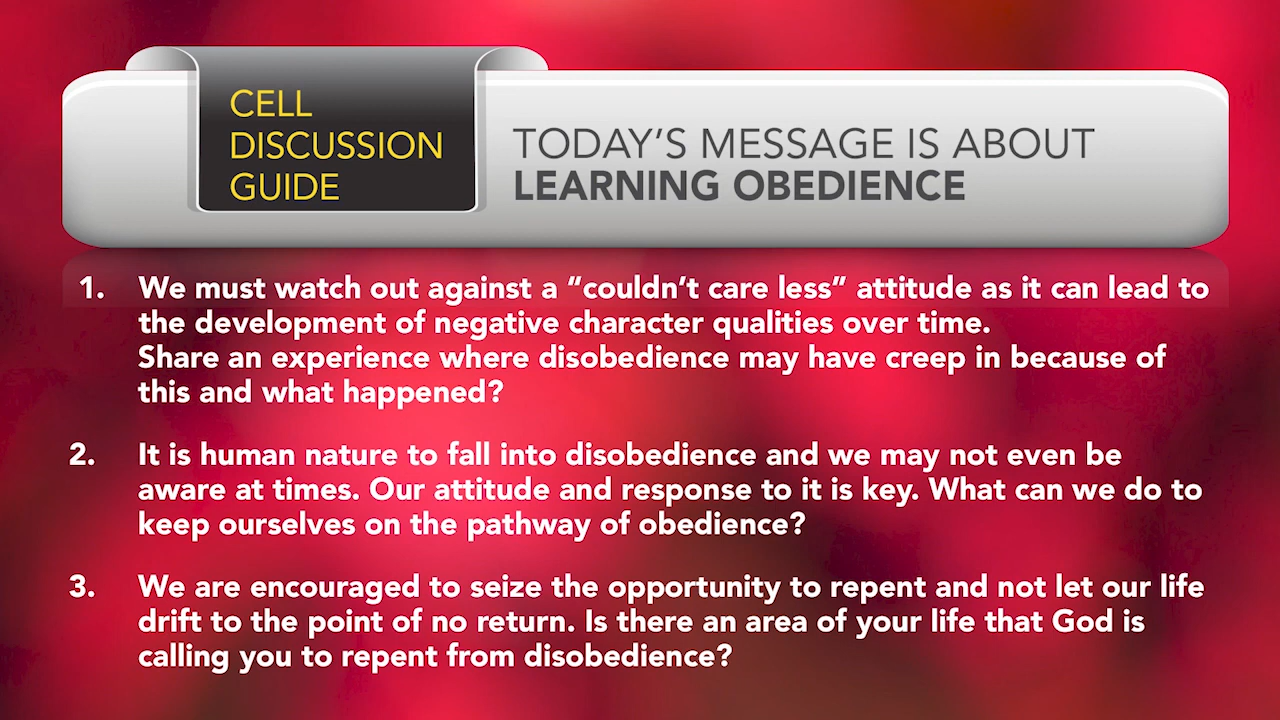 CELL
DISCUSSION
GUIDE
TODAY'S MESSAGE IS ABOUT
LEARNING OBEDIENCE
1. We must watch out against a “couldn’t care less” attitude as it can lead to
the development of negative character qualities over time.
Share an experience where disobedience may have creep in because of
this and what happened?
2. It is human nature to fall into disobedience and we may not even be
aware at times. Our attitude and response to it is key. What can we do to
keep ourselves on the pathway of obedience?
3. We are encouraged to seize the opportunity to repent and not let our life
drift to the point of no return. Is there an area of your life that God is
calling you to repent from disobedience?